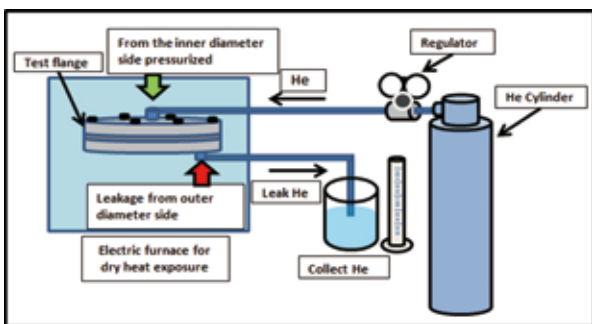 From the inner diameter
side pressurized
Regulator
Test flange
He
He Cylinder
Leakage from outer
diameter side
Leak He
Electric furnace for
dry heat exposure
Collect He